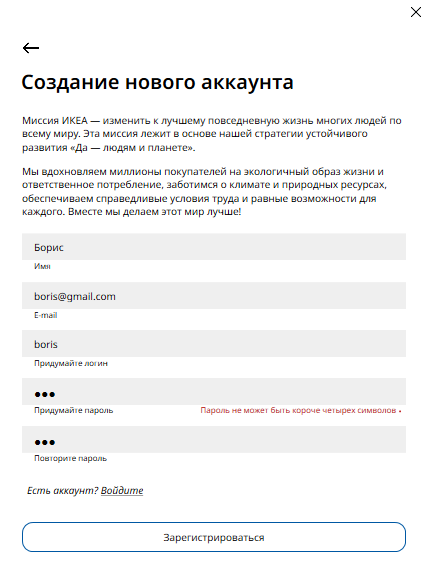 Создание нового аккаунта
Миссия ИКЕА — изменить к лучшему повседневную жизнь многих людей по
всему миру. Эта миссия лежит в основе нашей стратегии устойчивого
развития «Да — людям и планете».
Мы вдохновляем миллионы покупателей на экологичный образ жизни и
ответственное потребление, заботимся о климате и природных ресурсах,
обеспечиваем справедливые условия труда и равные возможности для
каждого. Вместе мы делаем этот мир лучше!
Борис
Имя
boris@gmail.com
E-mail
boris
Придумайте логин
●●●
Придумайте пароль Пароль не может быть короче четырех символов •
●●●
Повторите пароль
Есть аккаунт? Войдите
Зарегистрироваться